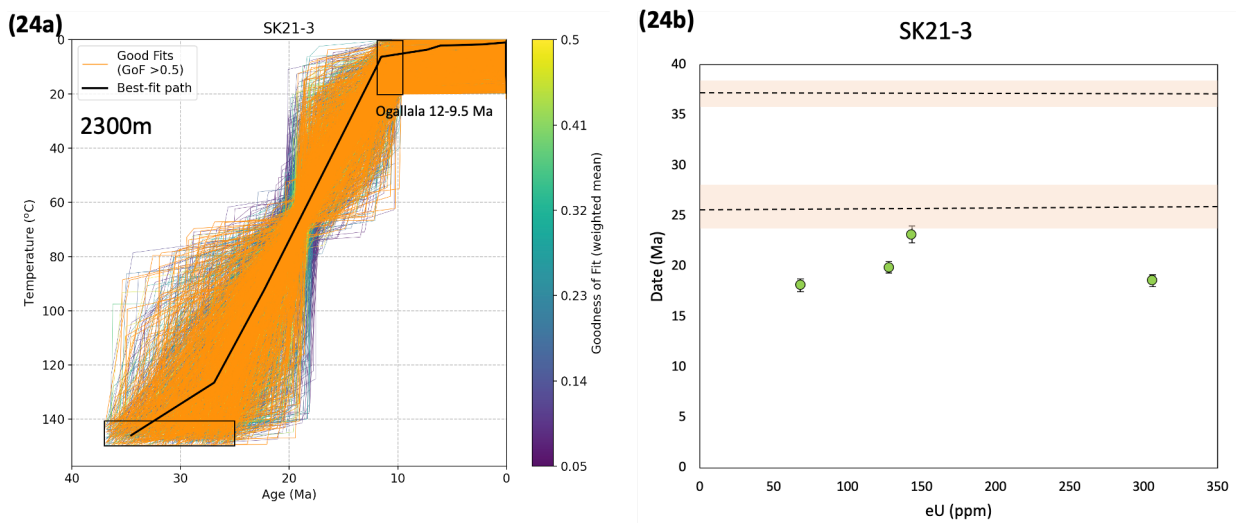 (24a)
SK21-3
Good Fits
(GoF >0.5)
Best-fit path
2300m
Ogallala 12-9.5 Ma
0
20
40
60
80
100
120
140
Temperature (°C)
40
30
20
10
0
Age (Ma)
0.5
0.41
0.32
0.23
0.14
0.05
Goodness of Fit (weighted mean)
(24b)
SK21-3
40
35
30
25
20
15
10
5
0
Date (Ma)
0
50
100
150
200
250
300
350
eU (ppm)